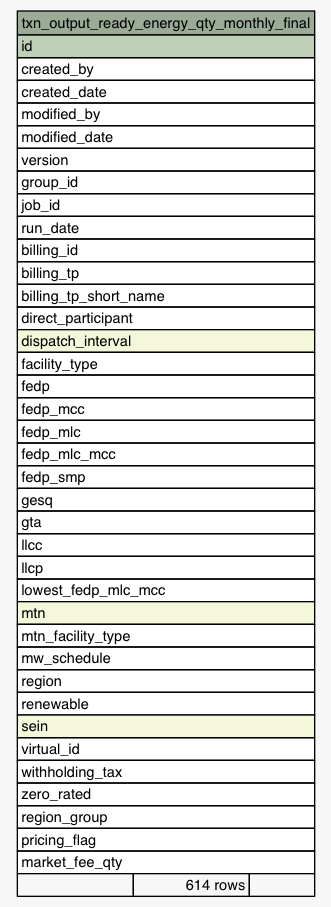 txn_output_ready_energy_qty_monthly_final
id
created_by
created_date
modified_by
modified_date
version
group_id
job_id
run_date
billing_id
billing_tp
billing_tp_short_name
direct_participant
dispatch_interval
facility_type
fedp
fedp_mcc
fedp_mlc
fedp_mlc_mcc
fedp_smp
gesq
gta
llcc
llcp
lowest_fedp_mlc_mcc
mtn
mtn_facility_type
mw_schedule
region
renewable
sein
virtual_id
withholding_tax
zero_rated
region_group
pricing_flag
market_fee_qty
614 rows